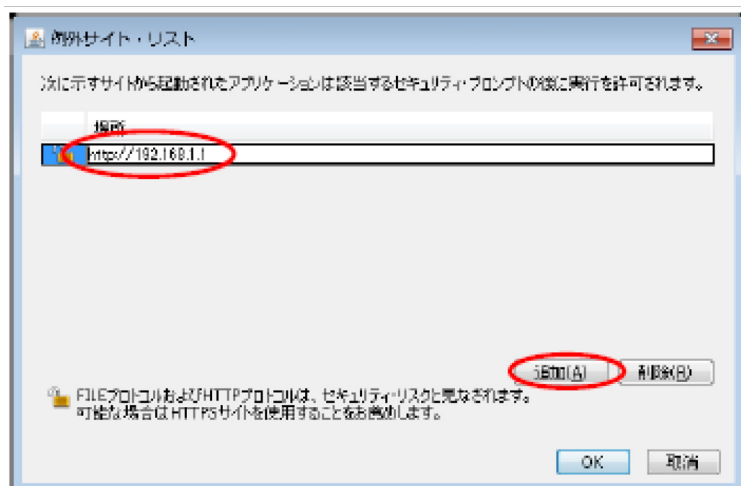 例外サイト・リスト
次に示すサイトから起動されたアプリケーションは該当するセキュリティ・プロンプトの後に実行を許可されます。
場所
http://192.168.1.1
追加(A)
削除(R)
FILEプロトコルおよびHTTPプロトコルは、セキュリティ・リスクと見なされます。
可能な場合はHTTPSサイトを使用することをお薦めします。
OK
取消